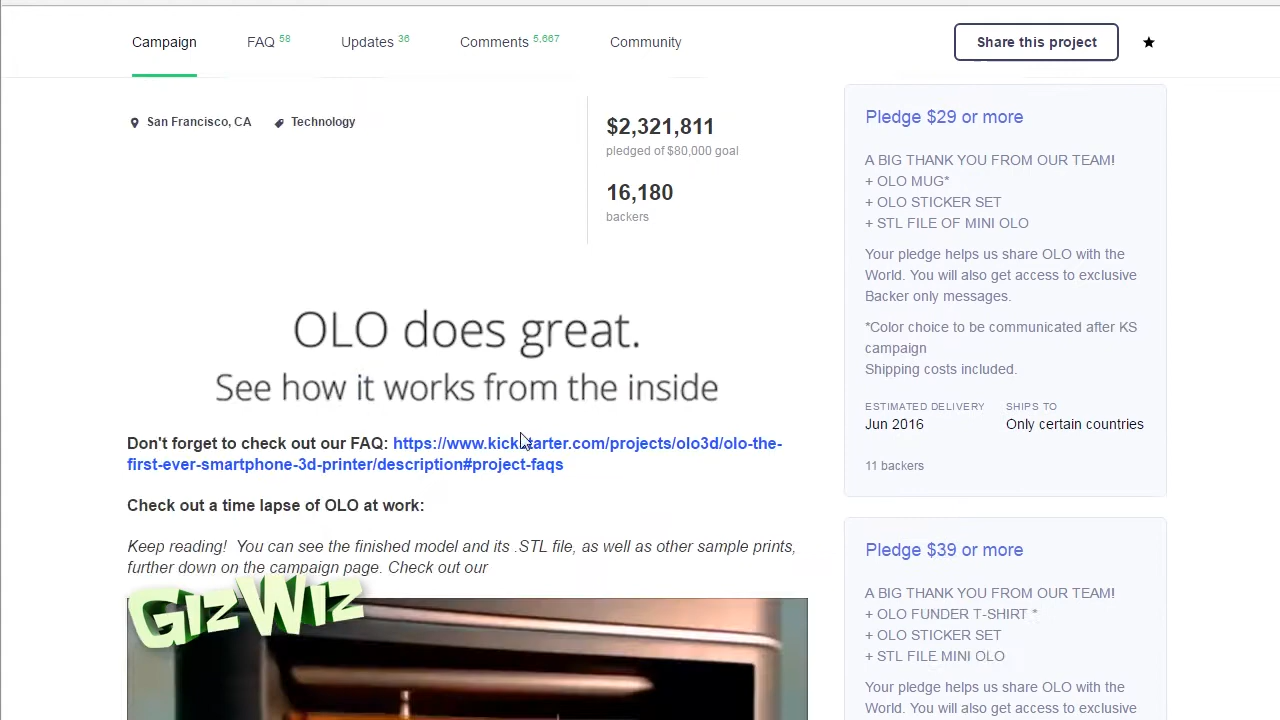 Campaign FAQ 58 Updates 36 Comments 5,667 Community Share this project
San Francisco, CA Technology
$2,321,811
pledged of $80,000 goal
16,180
backers
OLO does great.
See how it works from the inside
Don't forget to check out our FAQ: https://www.kickstarter.com/projects/olo3d/olo-the-
first-ever-smartphone-3d-printer/description#project-faqs
Check out a time lapse of OLO at work:
Keep reading! You can see the finished model and its .STL file, as well as other sample prints,
further down on the campaign page. Check out our
GIZWIZ
Pledge $29 or more
A BIG THANK YOU FROM OUR TEAM!
+ OLO MUG*
+ OLO STICKER SET
+ STL FILE OF MINI OLO
Your pledge helps us share OLO with the
World. You will also get access to exclusive
Backer only messages.
*Color choice to be communicated after KS
campaign
Shipping costs included.
ESTIMATED DELIVERY SHIPS TO
Jun 2016 Only certain countries
11 backers
Pledge $39 or more
A BIG THANK YOU FROM OUR TEAM!
+ OLO FUNDER T-SHIRT *
+ OLO STICKER SET
+ STL FILE MINI OLO
Your pledge helps us share OLO with the
World. You will also get access to exclusive